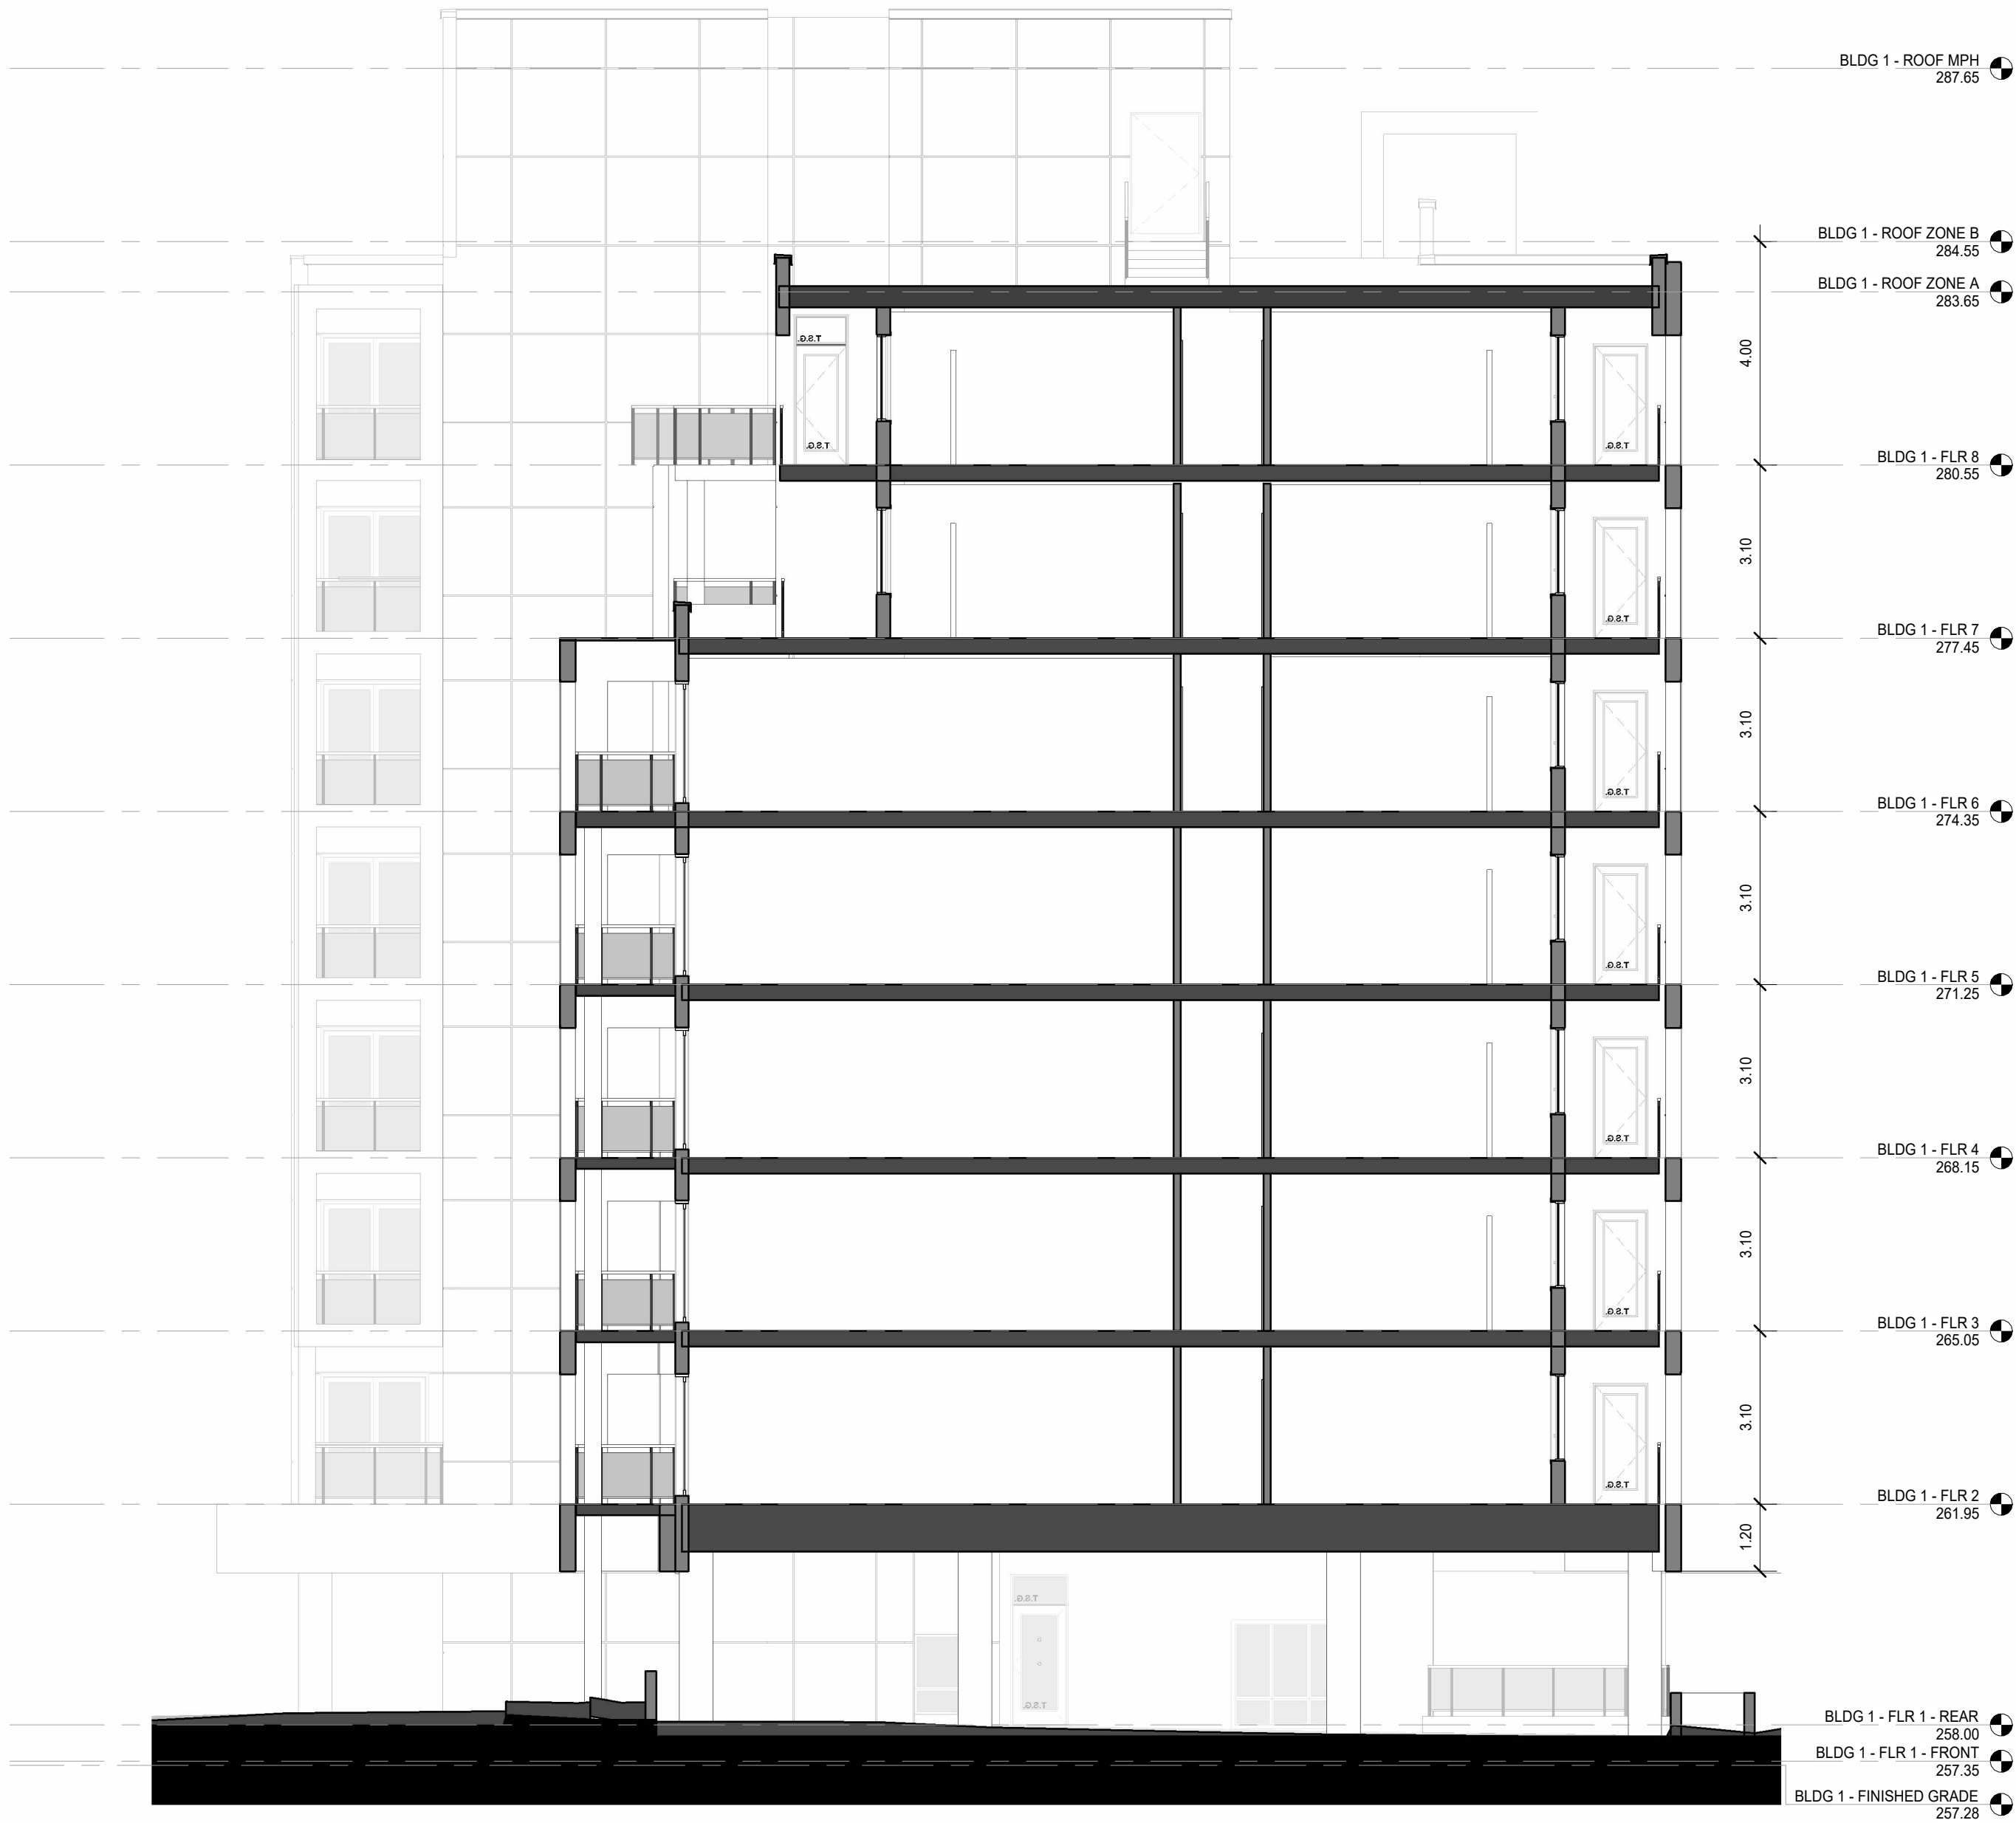 BLDG 1 - ROOF MPH
287.65
BLDG 1 - ROOF ZONE B
284.55
BLDG 1 - ROOF ZONE A
283.65
T.S.G.
4.00
T.S.G.
T.S.G.
BLDG 1 - FLR 8
280.55
3.10
T.S.G.
BLDG 1 - FLR 7
277.45
3.10
T.S.G.
BLDG 1 - FLR 6
274.35
3.10
T.S.G.
BLDG 1 - FLR 5
271.25
3.10
T.S.G.
BLDG 1 - FLR 4
268.15
3.10
T.S.G.
BLDG 1 - FLR 3
265.05
3.10
T.S.G.
BLDG 1 - FLR 2
261.95
1.20
T.S.G.
T.S.G.
BLDG 1 - FLR 1 - REAR
258.00
BLDG 1 - FLR 1 - FRONT
257.35
BLDG 1 - FINISHED GRADE
257.28